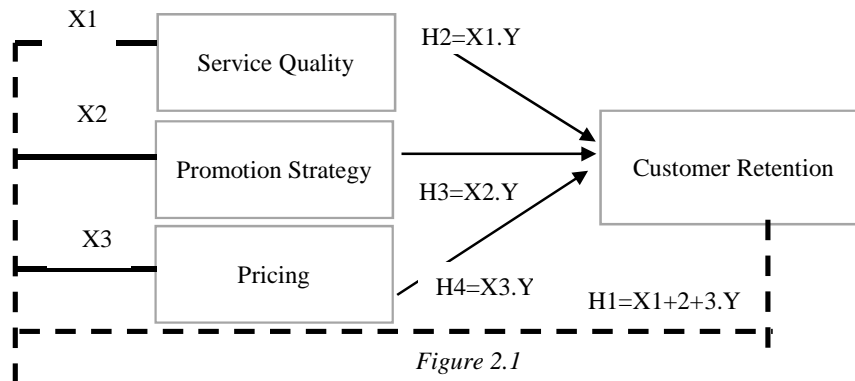 X1
Service Quality
H2=X1.Y
X2
Promotion Strategy
Customer Retention
H3=X2.Y
X3
Pricing
H4=X3.Y
H1=X1+2+3.Y
Figure 2.1